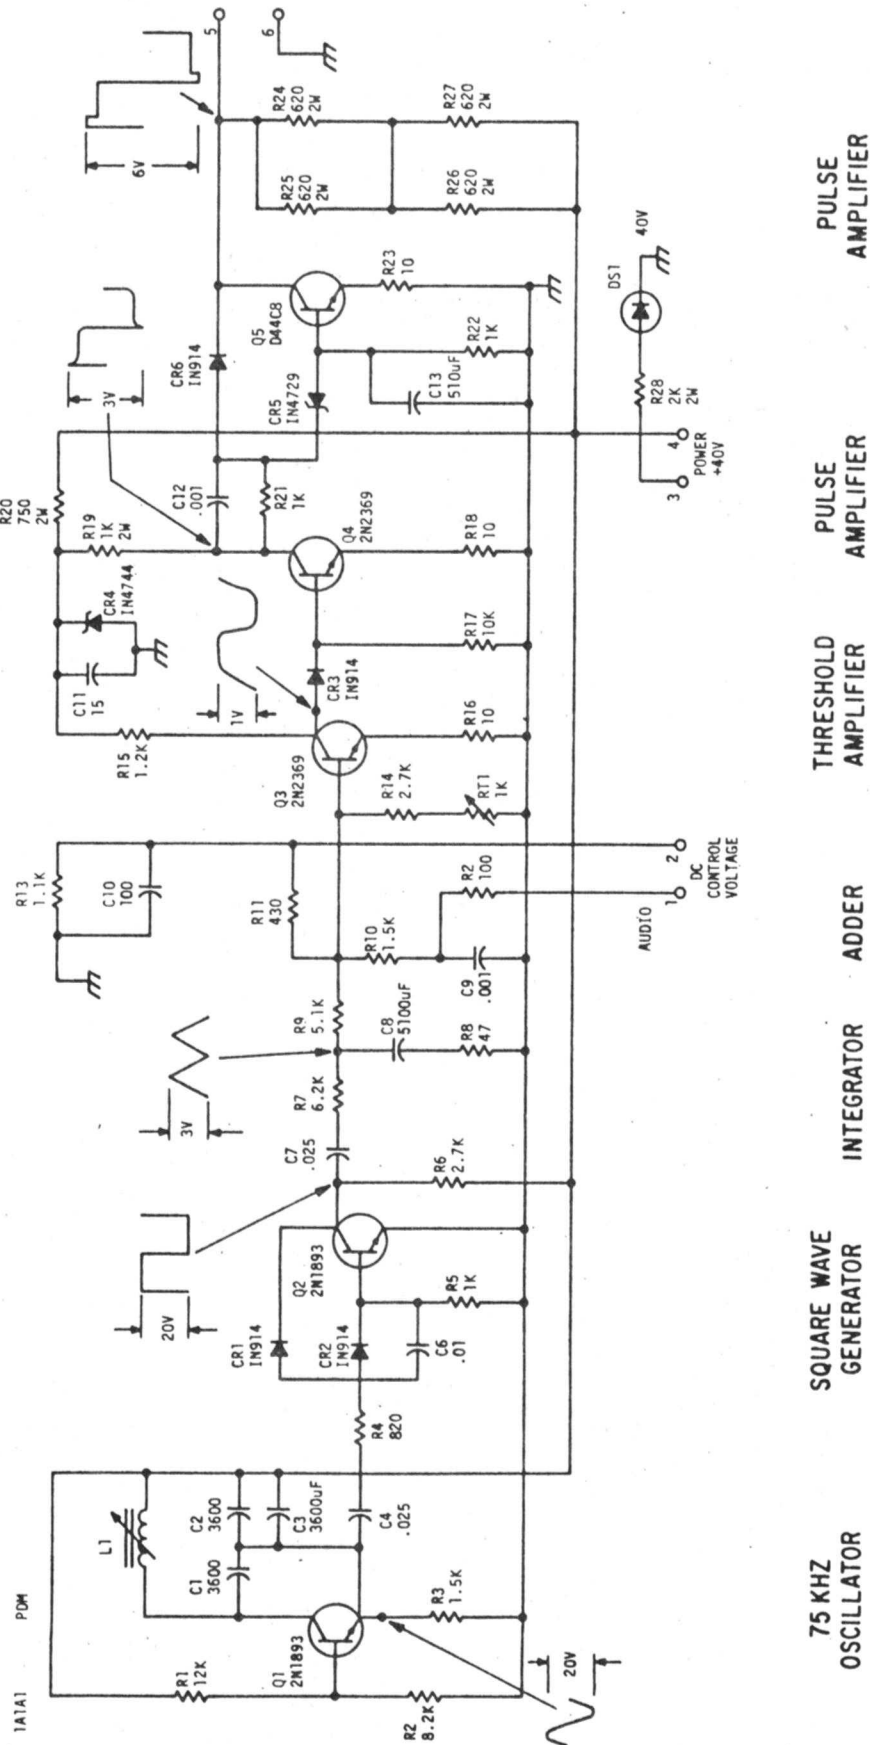 1A1A1 PDM
R1
12K
R2
8.2K
Q1
2N1893
L1
C1
3600
C2
3600
C3
3600uF
R3
1.5K
20V
C4
.025
R4
820
CR1
IN914
CR2
IN914
C6
.01
R5
1K
Q2
2N1893
20V
R6
2.7K
C7
.025
R7
6.2K
3V
R9
5.1K
C8
5100uF
R8
47
R13
1.1K
C10
100
R11
430
R10
1.5K
C9
.001
R2
100
AUDIO
1
2
DC
CONTROL
VOLTAGE
R14
2.7K
RT1
1K
Q3
2N2369
R15
1.2K
C11
15
CR4
IN4744
1V
CR3
IN914
R16
10
R17
10K
R18
10
Q4
2N2369
R20
750
2W
R19
1K
2W
C12
.001
R21
1K
3V
CR6
IN914
CR5
IN4729
C13
510uF
R22
1K
Q5
D44C8
R23
10
3
4
POWER
+40V
R28
2K
2W
DS1
40V
6V
R25
620
2W
R24
620
2W
R26
620
2W
R27
620
2W
5
6
75 KHZ
OSCILLATOR
SQUARE WAVE
GENERATOR
INTEGRATOR
ADDER
THRESHOLD
AMPLIFIER
PULSE
AMPLIFIER
PULSE
AMPLIFIER